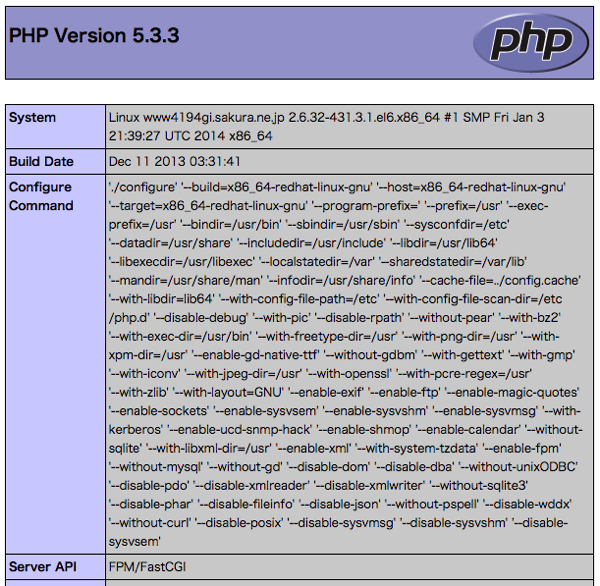 PHP Version 5.3.3
php
System
Linux www4194gi.sakura.ne.jp 2.6.32-431.3.1.el6.x86_64 #1 SMP Fri Jan 3
21:39:27 UTC 2014 x86_64
Build Date
Dec 11 2013 03:31:41
Configure
Command
'./configure' '--build=x86_64-redhat-linux-gnu' '--host=x86_64-redhat-linux-gnu'
'--target=x86_64-redhat-linux-gnu' '--program-prefix=' '--prefix=/usr' '--exec-
prefix=/usr' '--bindir=/usr/bin' '--sbindir=/usr/sbin' '--sysconfdir=/etc'
'--datadir=/usr/share' '--includedir=/usr/include' '--libdir=/usr/lib64'
'--libexecdir=/usr/libexec' '--localstatedir=/var' '--sharedstatedir=/var/lib'
'--mandir=/usr/share/man' '--infodir=/usr/share/info' '--cache-file=../config.cache'
'--with-libdir=lib64' '--with-config-file-path=/etc' '--with-config-file-scan-dir=/etc
/php.d' '--disable-debug' '--with-pic' '--disable-rpath' '--without-pear' '--with-bz2'
'--with-exec-dir=/usr/bin' '--with-freetype-dir=/usr' '--with-png-dir=/usr' '--with-
xpm-dir=/usr' '--enable-gd-native-ttf' '--without-gdbm' '--with-gettext' '--with-gmp'
'--with-iconv' '--with-jpeg-dir=/usr' '--with-openssl' '--with-pcre-regex=/usr'
'--with-zlib' '--with-layout=GNU' '--enable-exif' '--enable-ftp' '--enable-magic-quotes'
'--enable-sockets' '--enable-sysvsem' '--enable-sysvshm' '--enable-sysvmsg' '--with-
kerberos' '--enable-ucd-snmp-hack' '--enable-shmop' '--enable-calendar' '--without-
sqlite' '--with-libxml-dir=/usr' '--enable-xml' '--with-system-tzdata' '--enable-fpm'
'--without-mysql' '--without-gd' '--disable-dom' '--disable-dba' '--without-unixODBC'
'--disable-pdo' '--disable-xmlreader' '--disable-xmlwriter' '--without-sqlite3'
'--disable-phar' '--disable-fileinfo' '--disable-json' '--without-pspell' '--disable-wddx'
'--without-curl' '--disable-posix' '--disable-sysvmsg' '--disable-sysvshm' '--disable-
sysvsem'
Server API
FPM/FastCGI